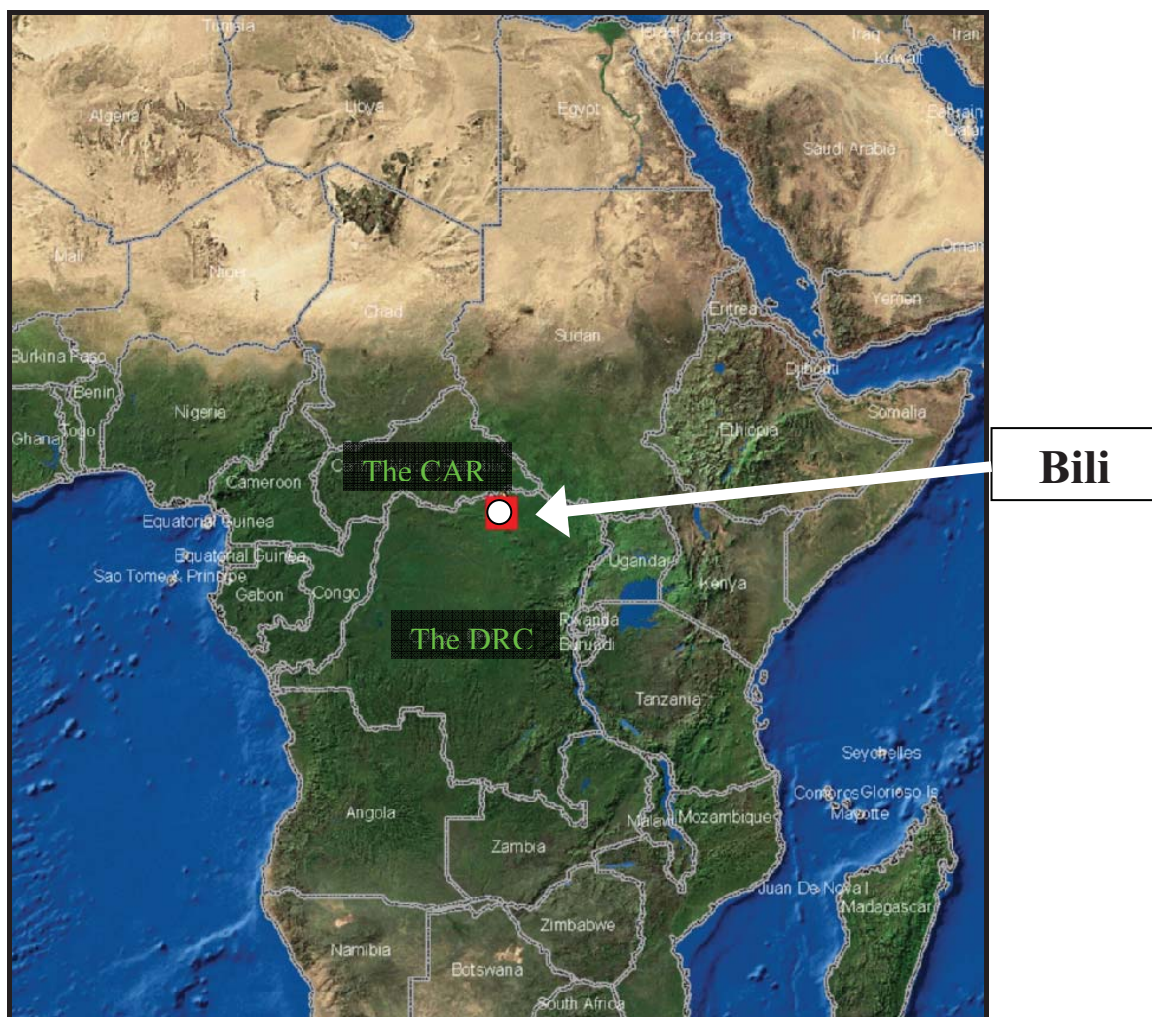 Tunisia
Israel
Jordan
Iraq
Iran
Kuwait
Algeria
Libya
Egypt
Bahrain
Qatar
Saudi Arabia
Oman
Mali
Niger
Chad
Sudan
Eritrea
Yemen
Burkina Faso
Djibouti
Benin
Nigeria
Somalia
Ghana
Togo
Ethiopia
The CAR
Bili
Cameroon
Equatorial Guinea
Equatorial Guinea
Sao Tome & Principe
Gabon
Congo
Uganda
Kenya
Rwanda
The DRC
Burundi
Tanzania
Seychelles
Comoros
Glorioso Is
Mayotte
Angola
Malawi
Mozambique
Zambia
Juan De Nova I
Madagascar
Zimbabwe
Namibia
Botswana
South Africa